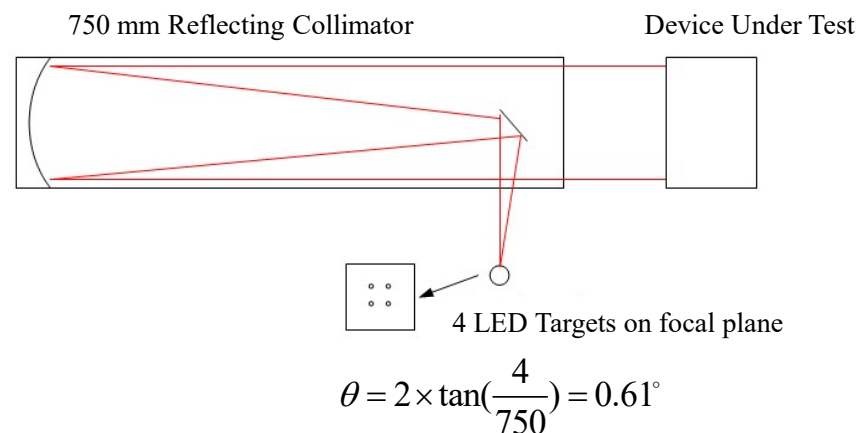 750 mm Reflecting Collimator
Device Under Test
4 LED Targets on focal plane
θ = 2 × tan(4/750) = 0.61°